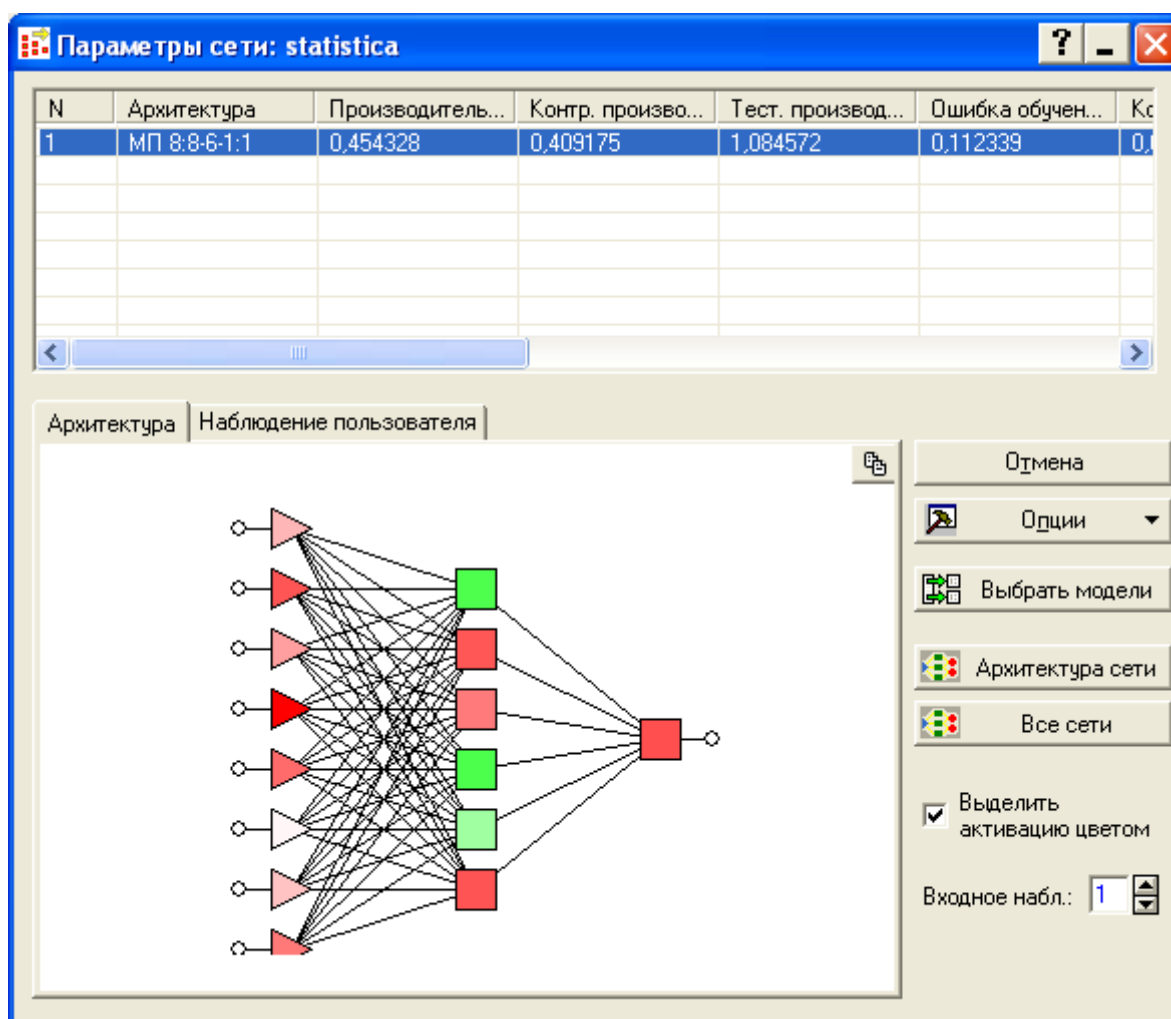 Параметры сети: statistica
N Архитектура Производитель... Контр. произво... Тест. производ... Ошибка обучен... Кс
1 МП 8:8-6-1:1 0,454328 0,409175 1,084572 0,112339 0,
Архитектура Наблюдение пользователя
Отмена
Опции
Выбрать модели
Архитектура сети
Все сети
Выделить
активацию цветом
Входное набл.: 1